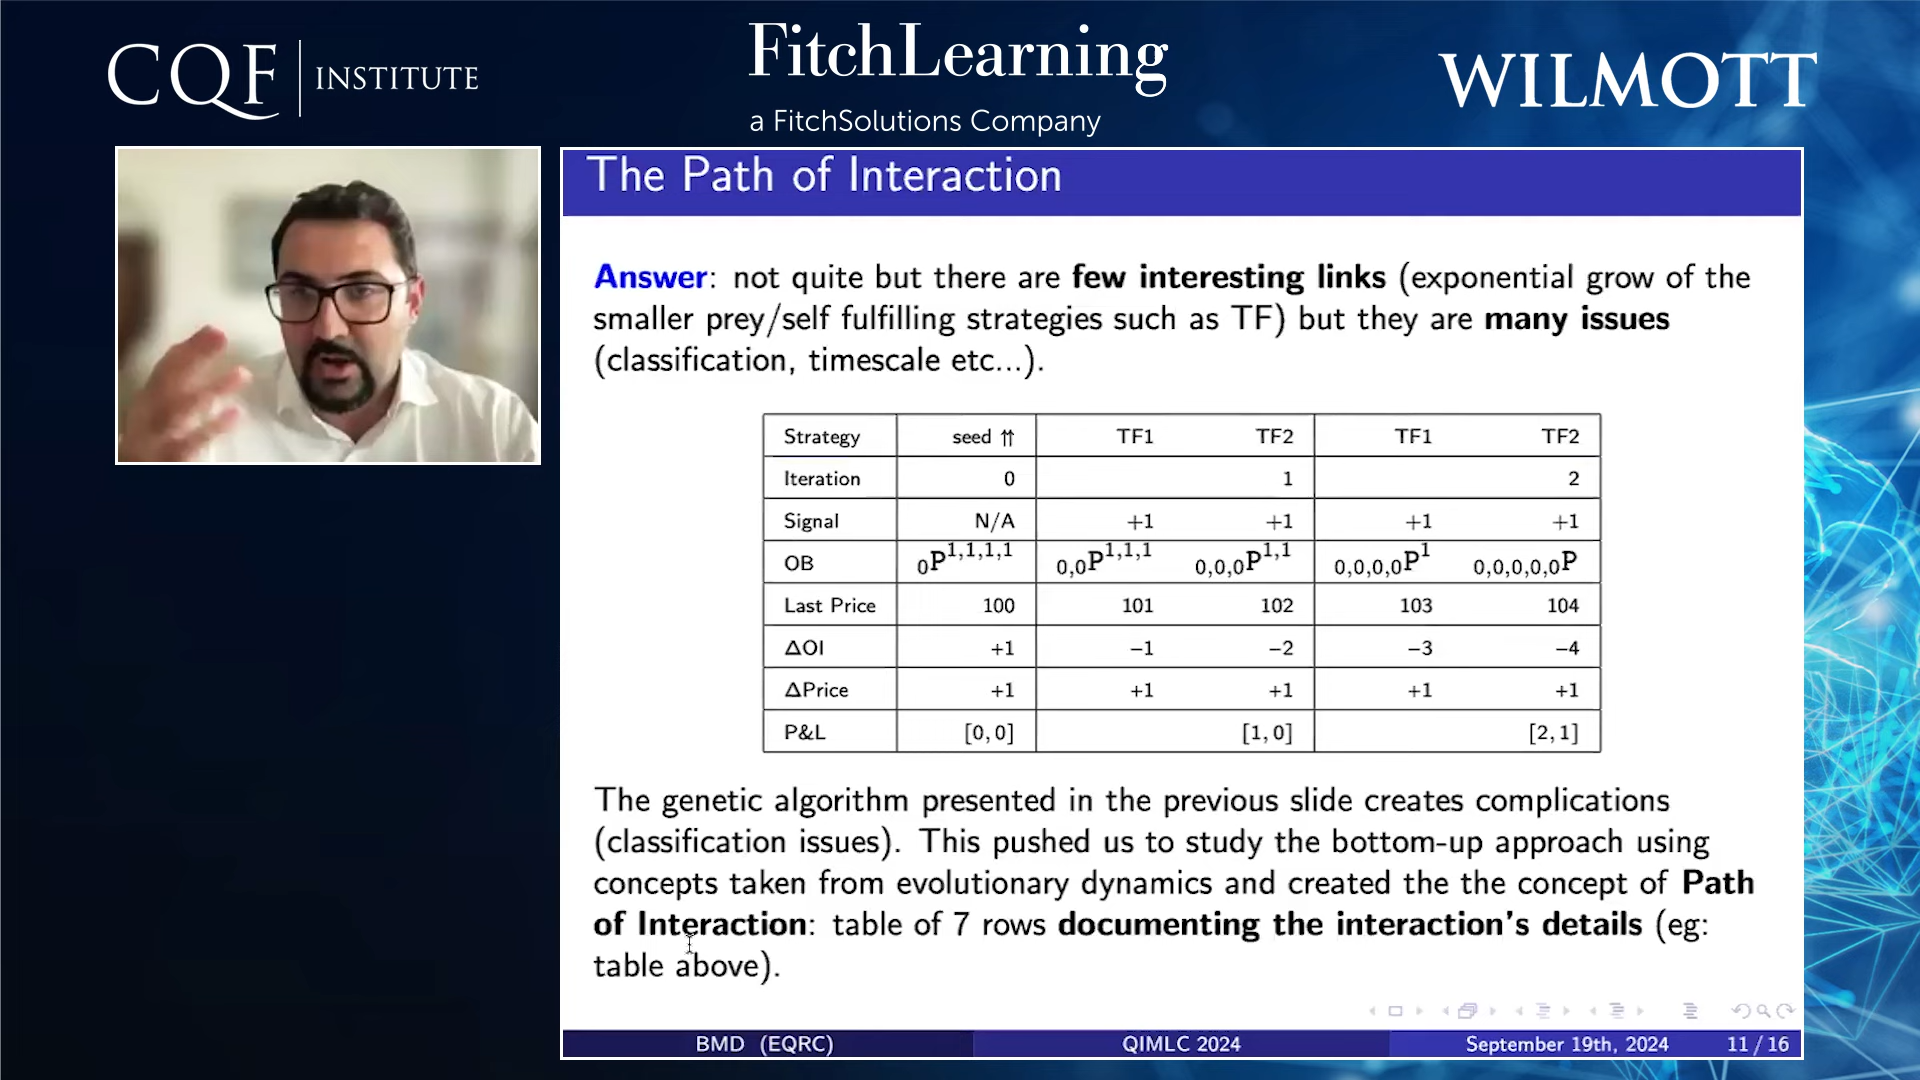 CQF INSTITUTE
FitchLearning
a FitchSolutions Company
WILMOTT
The Path of Interaction
Answer: not quite but there are few interesting links (exponential grow of the
smaller prey/self fulfilling strategies such as TF) but they are many issues
(classification, timescale etc...).
Strategy seed ⇈ TF1 TF2 TF1 TF2
Iteration 0 1 2
Signal N/A +1 +1 +1 +1
OB ₀P¹,¹,¹,¹ ₀,₀P¹,¹,¹ ₀,₀,₀P¹,¹ ₀,₀,₀,₀P¹ ₀,₀,₀,₀,₀P
Last Price 100 101 102 103 104
ΔOI +1 −1 −2 −3 −4
ΔPrice +1 +1 +1 +1 +1
P&L [0, 0] [1, 0] [2, 1]
The genetic algorithm presented in the previous slide creates complications
(classification issues). This pushed us to study the bottom-up approach using
concepts taken from evolutionary dynamics and created the the concept of Path
of Interaction: table of 7 rows documenting the interaction's details (eg:
table above).
BMD (EQRC) QIMLC 2024 September 19th, 2024 11 / 16